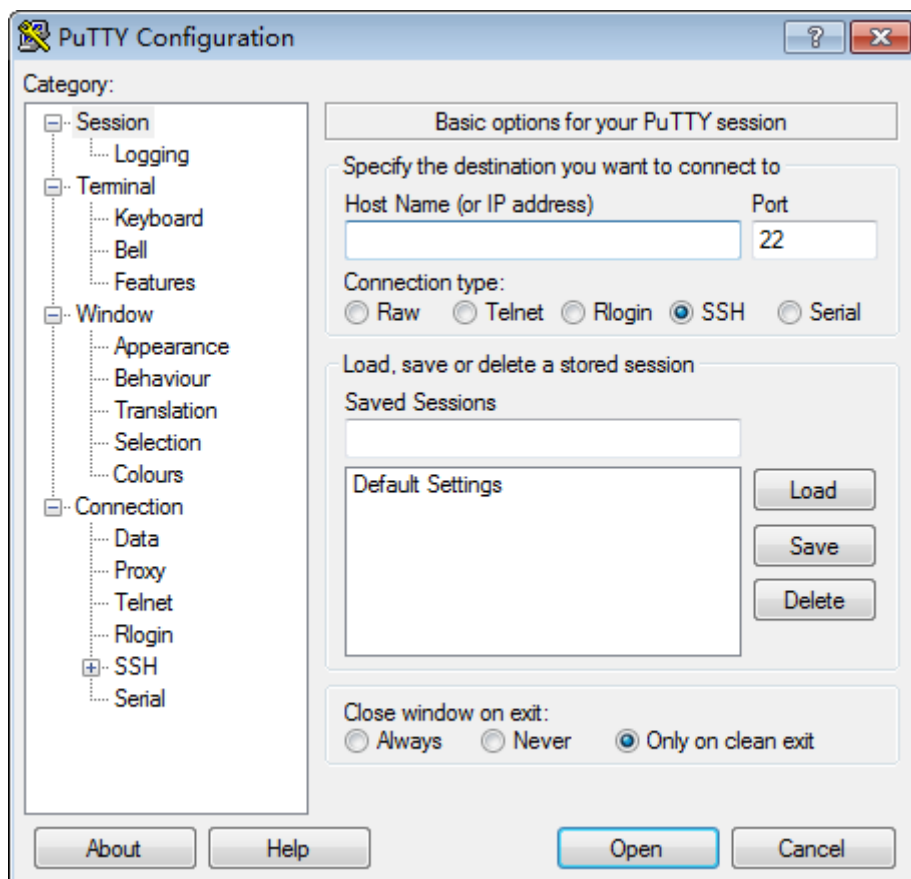 PuTTY Configuration
Category:
Session
Logging
Terminal
Keyboard
Bell
Features
Window
Appearance
Behaviour
Translation
Selection
Colours
Connection
Data
Proxy
Telnet
Rlogin
SSH
Serial
Basic options for your PuTTY session
Specify the destination you want to connect to
Host Name (or IP address) Port
22
Connection type:
Raw Telnet Rlogin SSH Serial
Load, save or delete a stored session
Saved Sessions
Default Settings
Load
Save
Delete
Close window on exit:
Always Never Only on clean exit
About Help Open Cancel